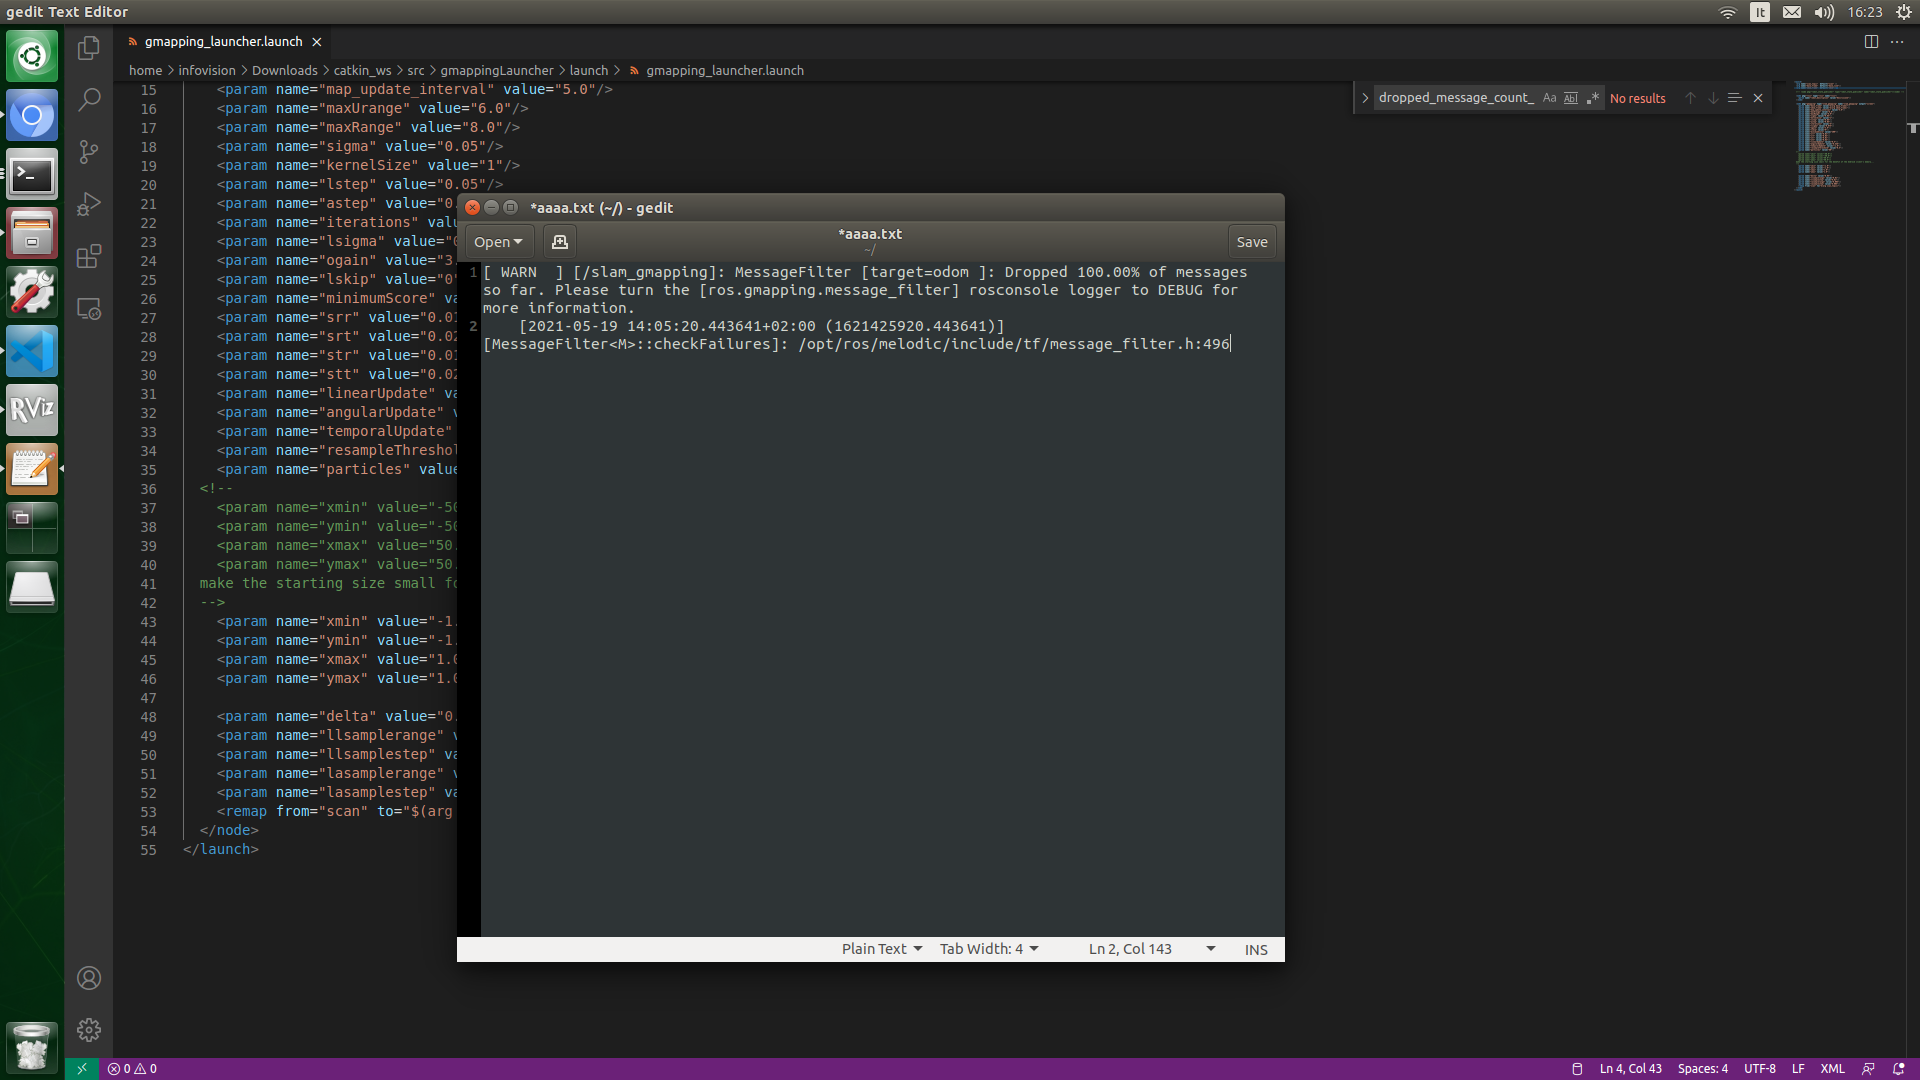 gedit Text Editor
It
16:23
gmapping_launcher.launch
home > infovision > Downloads > catkin_ws > src > gmappingLauncher > launch > gmapping_launcher.launch
dropped_message_count_
Aa
Abl
.*
No results
15 <param name="map_update_interval" value="5.0"/>
16 <param name="maxUrange" value="6.0"/>
17 <param name="maxRange" value="8.0"/>
18 <param name="sigma" value="0.05"/>
19 <param name="kernelSize" value="1"/>
20 <param name="lstep" value="0.05"/>
21 <param name="astep" value="0.
22 <param name="iterations" valu
23 <param name="lsigma" value="0
24 <param name="ogain" value="3.
25 <param name="lskip" value="0"
26 <param name="minimumScore" va
27 <param name="srr" value="0.01
28 <param name="srt" value="0.02
29 <param name="str" value="0.01
30 <param name="stt" value="0.02
31 <param name="linearUpdate" va
32 <param name="angularUpdate" v
33 <param name="temporalUpdate"
34 <param name="resampleThreshol
35 <param name="particles" value
36 <!--
37 <param name="xmin" value="-50
38 <param name="ymin" value="-50
39 <param name="xmax" value="50.
40 <param name="ymax" value="50.
41 make the starting size small fo
42 -->
43 <param name="xmin" value="-1.
44 <param name="ymin" value="-1.
45 <param name="xmax" value="1.0
46 <param name="ymax" value="1.0
47
48 <param name="delta" value="0.
49 <param name="llsamplerange" v
50 <param name="llsamplestep" va
51 <param name="lasamplerange" v
52 <param name="lasamplestep" va
53 <remap from="scan" to="$(arg
54 </node>
55 </launch>
*aaaa.txt (~/) - gedit
Open
*aaaa.txt
~/
Save
1 [ WARN  ] [/slam_gmapping]: MessageFilter [target=odom ]: Dropped 100.00% of messages
so far. Please turn the [ros.gmapping.message_filter] rosconsole logger to DEBUG for
more information.
2 [2021-05-19 14:05:20.443641+02:00 (1621425920.443641)]
[MessageFilter<M>::checkFailures]: /opt/ros/melodic/include/tf/message_filter.h:496
Plain Text
Tab Width: 4
Ln 2, Col 143
INS
RViz
0
0
Ln 4, Col 43
Spaces: 4
UTF-8
LF
XML